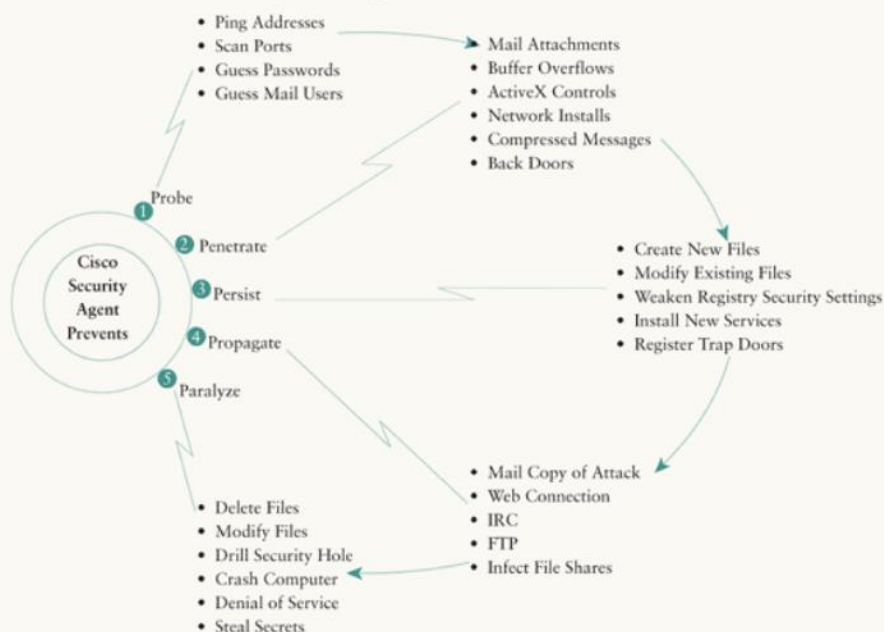 • Ping Addresses
• Scan Ports
• Guess Passwords
• Guess Mail Users
• Mail Attachments
• Buffer Overflows
• ActiveX Controls
• Network Installs
• Compressed Messages
• Back Doors
1 Probe
2 Penetrate
3 Persist
4 Propagate
5 Paralyze
Cisco
Security
Agent
Prevents
• Create New Files
• Modify Existing Files
• Weaken Registry Security Settings
• Install New Services
• Register Trap Doors
• Mail Copy of Attack
• Web Connection
• IRC
• FTP
• Infect File Shares
• Delete Files
• Modify Files
• Drill Security Hole
• Crash Computer
• Denial of Service
• Steal Secrets